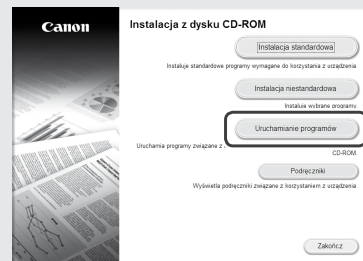 Canon
Instalacja z dysku CD-ROM
Instalacja standardowa
Instaluje standardowe programy wymagane do korzystania z urządzenia.
Instalacja niestandardowa
Instaluje wybrane programy.
Uruchamianie programów
Uruchamia programy związane z
CD-ROM.
Podręczniki
Wyświetla podręczniki związane z korzystaniem z urządzenia.
Zakończ